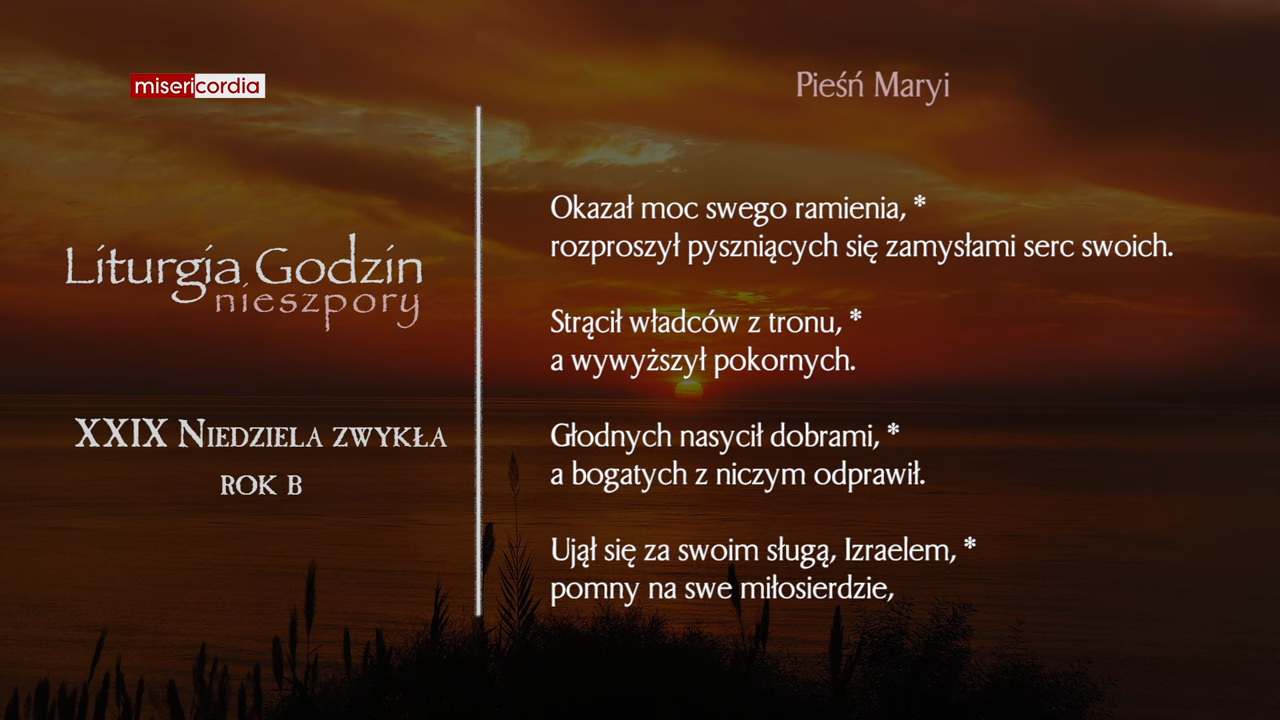 misericordia
Liturgia Godzin
nieszpory
XXIX Niedziela zwykła
rok B
Pieśń Maryi
Okazał moc swego ramienia, *
rozproszył pyszniących się zamysłami serc swoich.
Strącił władców z tronu, *
a wywyższył pokornych.
Głodnych nasycił dobrami, *
a bogatych z niczym odprawił.
Ujął się za swoim sługą, Izraelem, *
pomny na swe miłosierdzie,